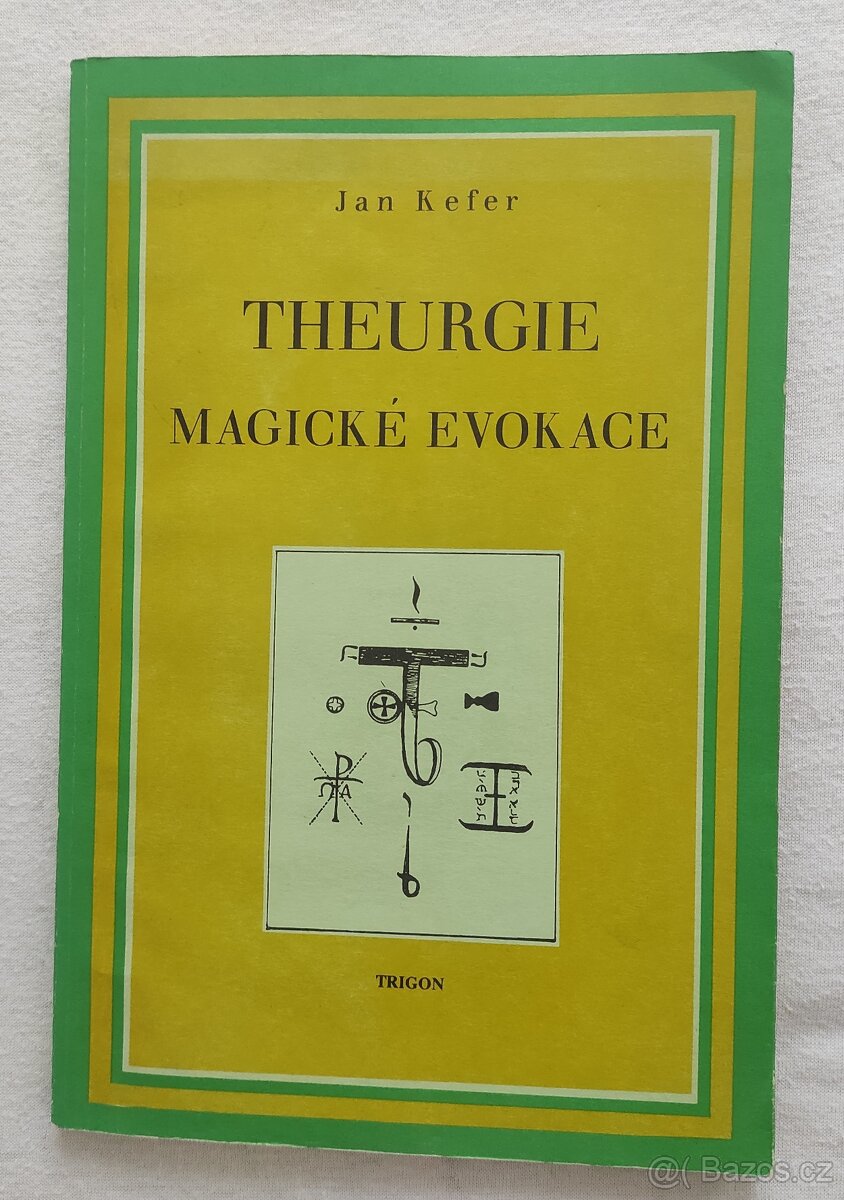 Jan Kefer
THEURGIE
MAGICKÉ EVOKACE
TRIGON
@( Bazos.cz